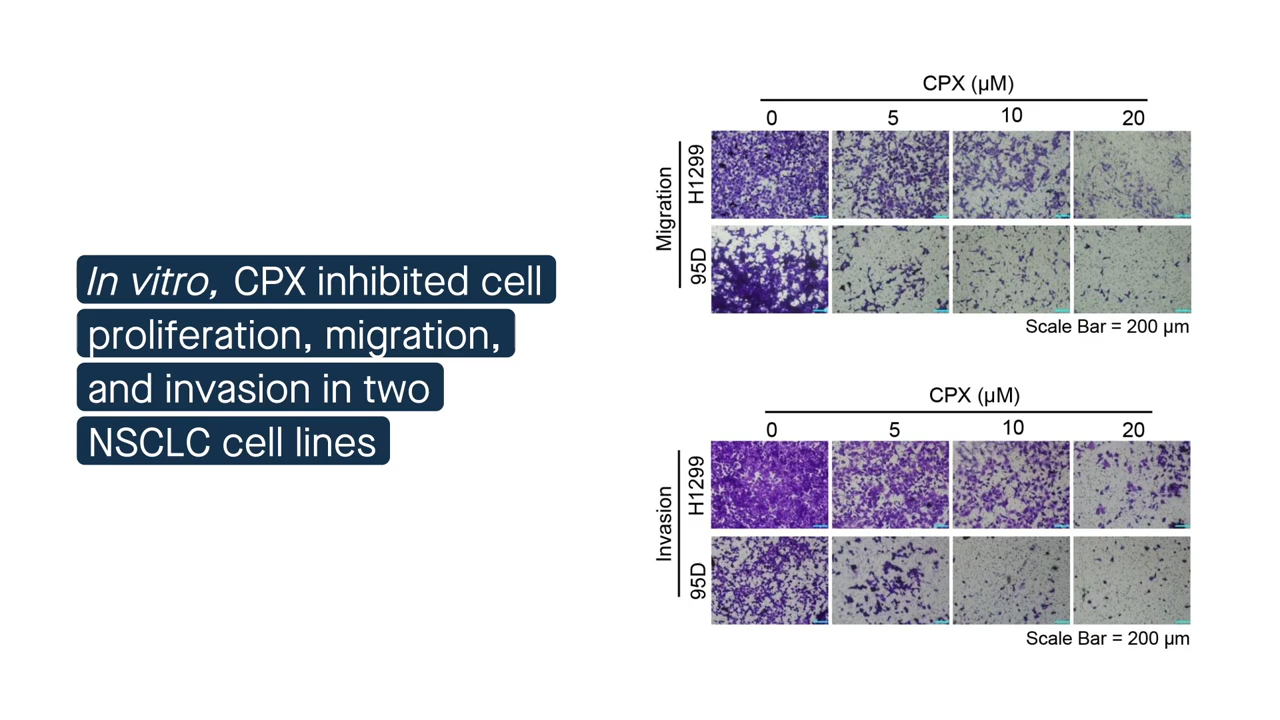 In vitro, CPX inhibited cell
proliferation, migration,
and invasion in two
NSCLC cell lines
CPX (µM)
0 5 10 20
Migration
H1299
95D
Scale Bar = 200 µm
CPX (µM)
0 5 10 20
Invasion
H1299
95D
Scale Bar = 200 µm